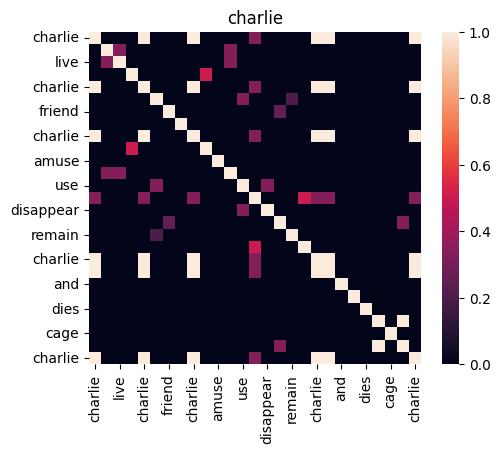 charlie
charlie
live
charlie
friend
charlie
amuse
use
disappear
remain
charlie
and
dies
cage
charlie
charlie
live
charlie
friend
charlie
amuse
use
disappear
remain
charlie
and
dies
cage
charlie
1.0
0.8
0.6
0.4
0.2
0.0